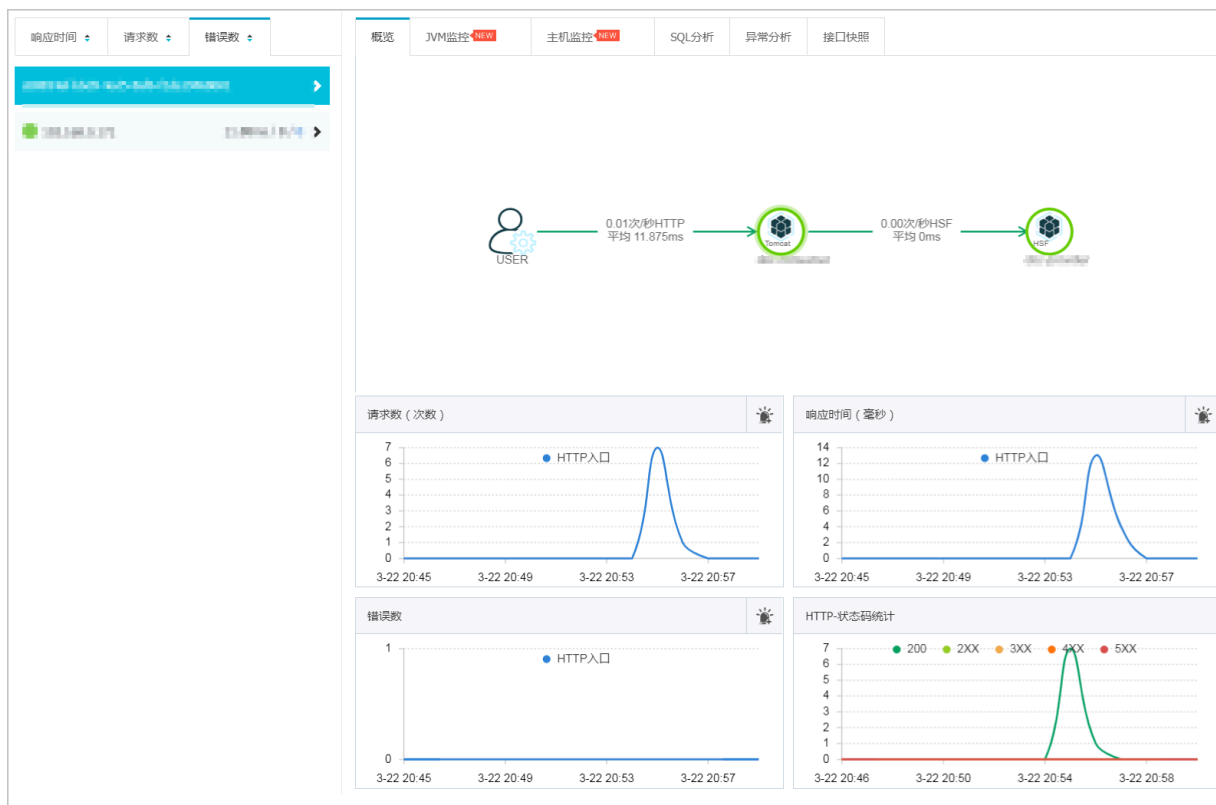 响应时间 请求数 错误数
概览 JVM监控 NEW 主机监控 NEW SQL分析 异常分析 接口快照
0.01次/秒HTTP
平均 11.875ms
0.00次/秒HSF
平均 0ms
Tomcat
HSF
USER
请求数(次数)
HTTP入口
7
6
5
4
3
2
1
0
3-22 20:45 3-22 20:49 3-22 20:53 3-22 20:57
响应时间(毫秒)
HTTP入口
14
12
10
8
6
4
2
0
3-22 20:45 3-22 20:49 3-22 20:53 3-22 20:57
错误数
HTTP入口
1
0
3-22 20:45 3-22 20:49 3-22 20:53 3-22 20:57
HTTP-状态码统计
200 2XX 3XX 4XX 5XX
7
6
5
4
3
2
1
0
3-22 20:46 3-22 20:50 3-22 20:54 3-22 20:58